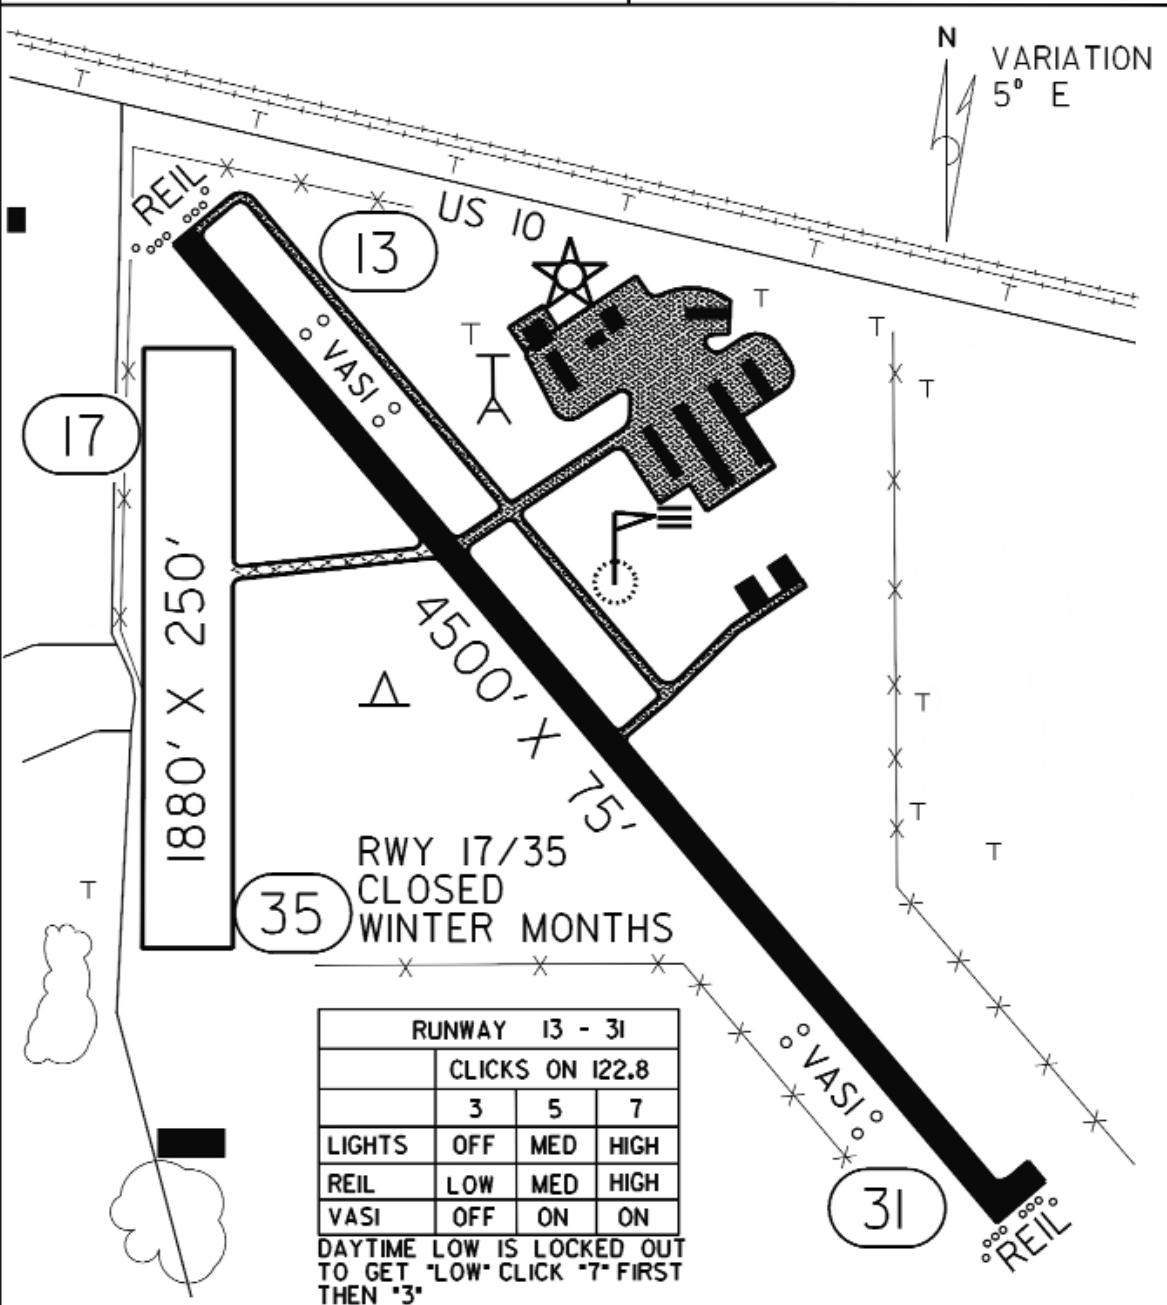 N
VARIATION
5° E
T
T
T
T
T
T
REIL
US 10
13
T
T
T
T
VASI
17
1880' X 250'
4500' X 75'
T
T
T
RWY 17/35
CLOSED
WINTER MONTHS
35
T
RUNWAY 13 - 31
CLICKS ON 122.8
3 5 7
LIGHTS OFF MED HIGH
REIL LOW MED HIGH
VASI OFF ON ON
DAYTIME LOW IS LOCKED OUT
TO GET "LOW" CLICK "7" FIRST
THEN "3"
VASI
31
REIL